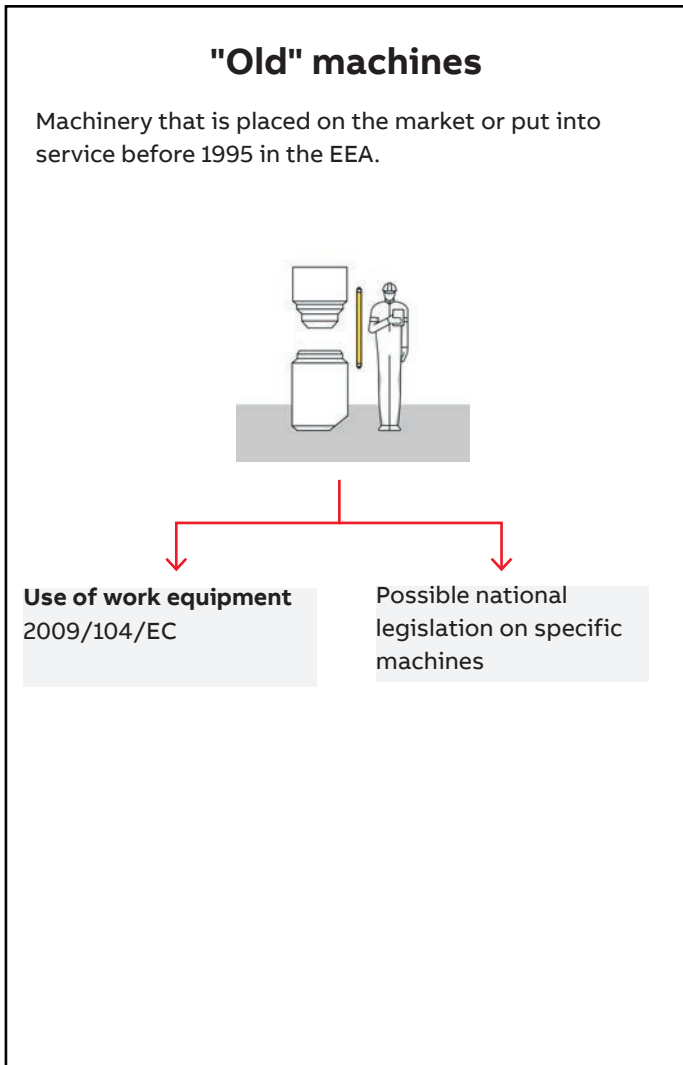 "Old" machines
Machinery that is placed on the market or put into
service before 1995 in the EEA.
Use of work equipment
2009/104/EC
Possible national
legislation on specific
machines